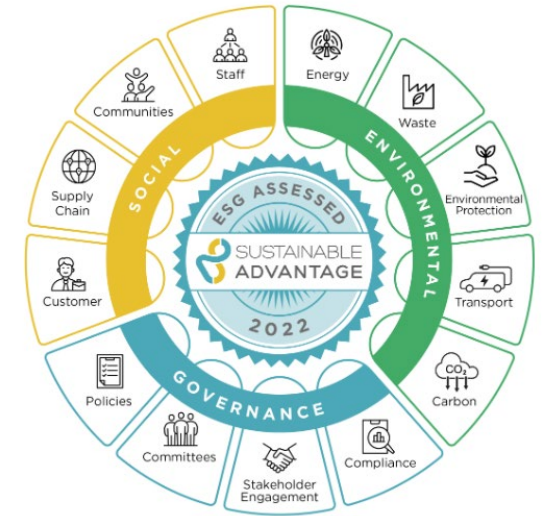 Staff
Energy
Communities
Waste
SOCIAL
ENVIRONMENTAL
Supply
Chain
Environmental
Protection
ESG ASSESSED
SUSTAINABLE
ADVANTAGE
2022
Customer
Transport
CO₂
Policies
Carbon
GOVERNANCE
Committees
Compliance
Stakeholder
Engagement